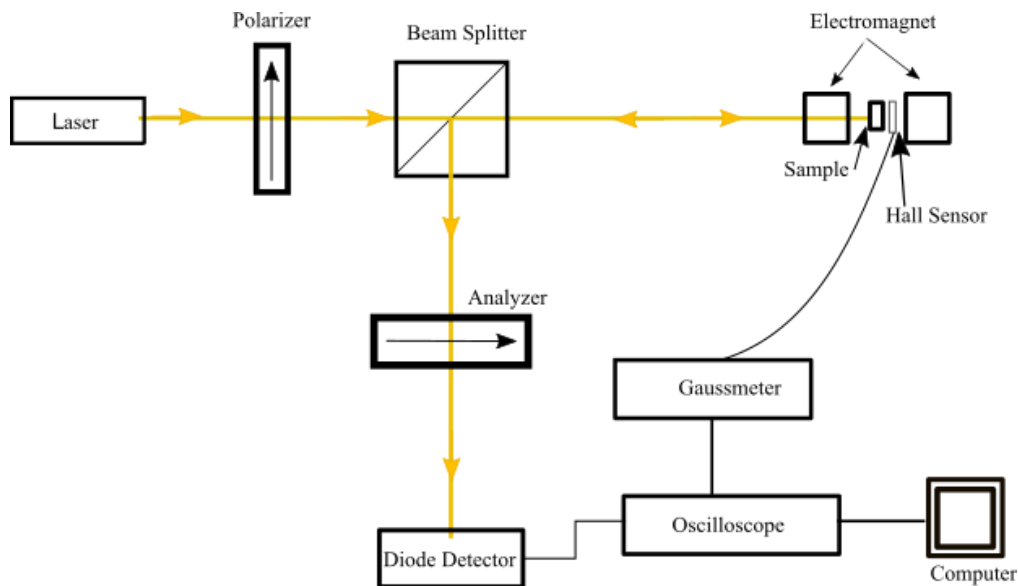 Polarizer
Electromagnet
Beam Splitter
Laser
Sample
Hall Sensor
Analyzer
Gaussmeter
Oscilloscope
Diode Detector
Computer